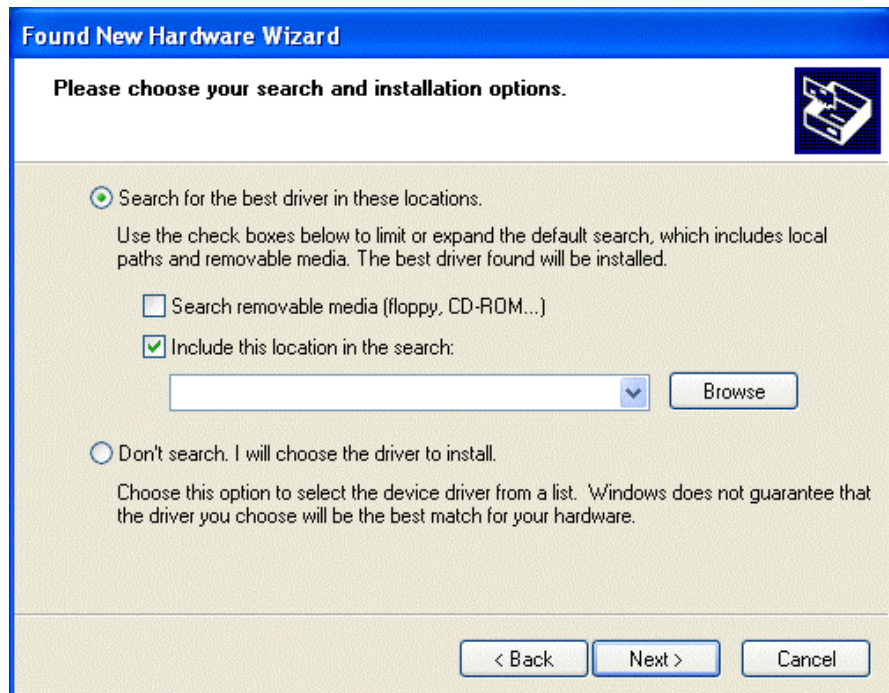 Found New Hardware Wizard
Please choose your search and installation options.
Search for the best driver in these locations.
Use the check boxes below to limit or expand the default search, which includes local
paths and removable media. The best driver found will be installed.
Search removable media (floppy, CD-ROM...)
Include this location in the search:
Browse
Don't search. I will choose the driver to install.
Choose this option to select the device driver from a list.  Windows does not guarantee that
the driver you choose will be the best match for your hardware.
< Back
Next >
Cancel